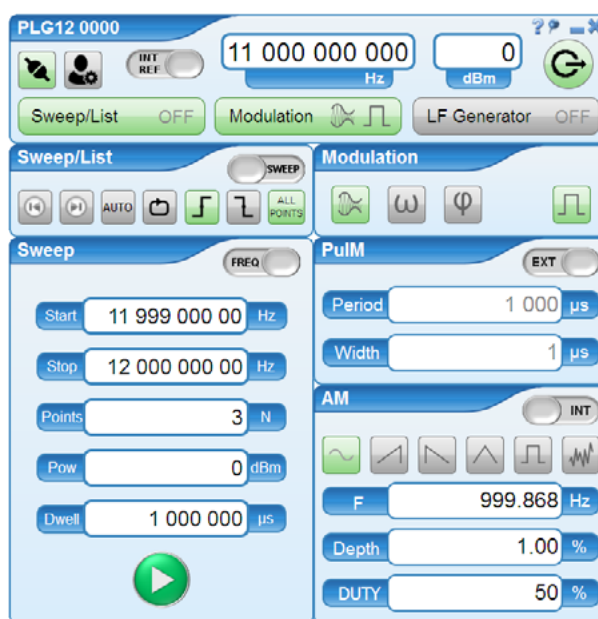 PLG12 0000
INT REF
11 000 000 000
Hz
0
dBm
Sweep/List OFF
Modulation
LF Generator OFF
Sweep/List
SWEEP
AUTO
ALL POINTS
Modulation
ω
φ
Sweep
FREQ
Start 11 999 000 00 Hz
Stop 12 000 000 00 Hz
Points 3 N
Pow 0 dBm
Dwell 1 000 000 µs
PulM
EXT
Period 1 000 µs
Width 1 µs
AM
INT
F 999.868 Hz
Depth 1.00 %
DUTY 50 %